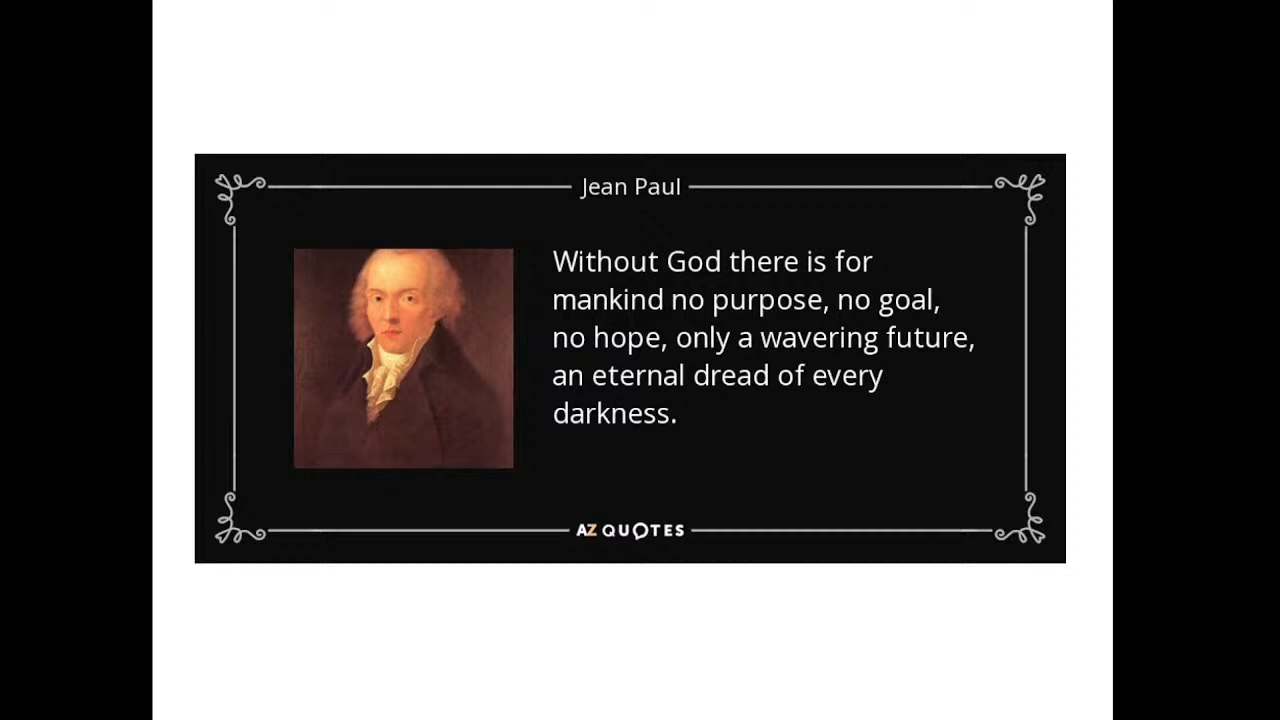 Jean Paul
Without God there is for
mankind no purpose, no goal,
no hope, only a wavering future,
an eternal dread of every
darkness.
AZ QUOTES